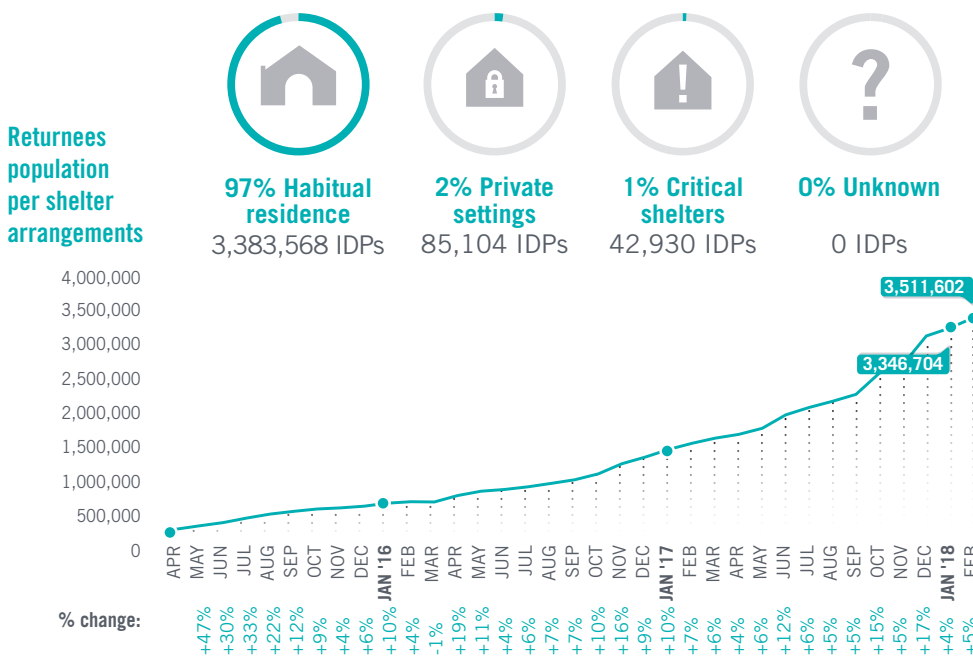 Returnees
population
per shelter
arrangements
97% Habitual
residence
3,383,568 IDPs
2% Private
settings
85,104 IDPs
1% Critical
shelters
42,930 IDPs
0% Unknown
0 IDPs
4,000,000
3,500,000
3,000,000
2,500,000
2,000,000
1,500,000
1,000,000
500,000
0
3,511,602
3,346,704
APR
MAY
JUN
JUL
AUG
SEP
OCT
NOV
DEC
JAN '16
FEB
MAR
APR
MAY
JUN
JUL
AUG
SEP
OCT
NOV
DEC
JAN '17
FEB
MAR
APR
MAY
JUN
JUL
AUG
SEP
OCT
NOV
DEC
JAN '18
FEB
% change:
+47%
+30%
+33%
+22%
+12%
+9%
+4%
+6%
+10%
+4%
-1%
+19%
+11%
+4%
+6%
+7%
+7%
+10%
+16%
+9%
+10%
+7%
+6%
+4%
+6%
+12%
+6%
+5%
+5%
+15%
+5%
+17%
+4%
+5%